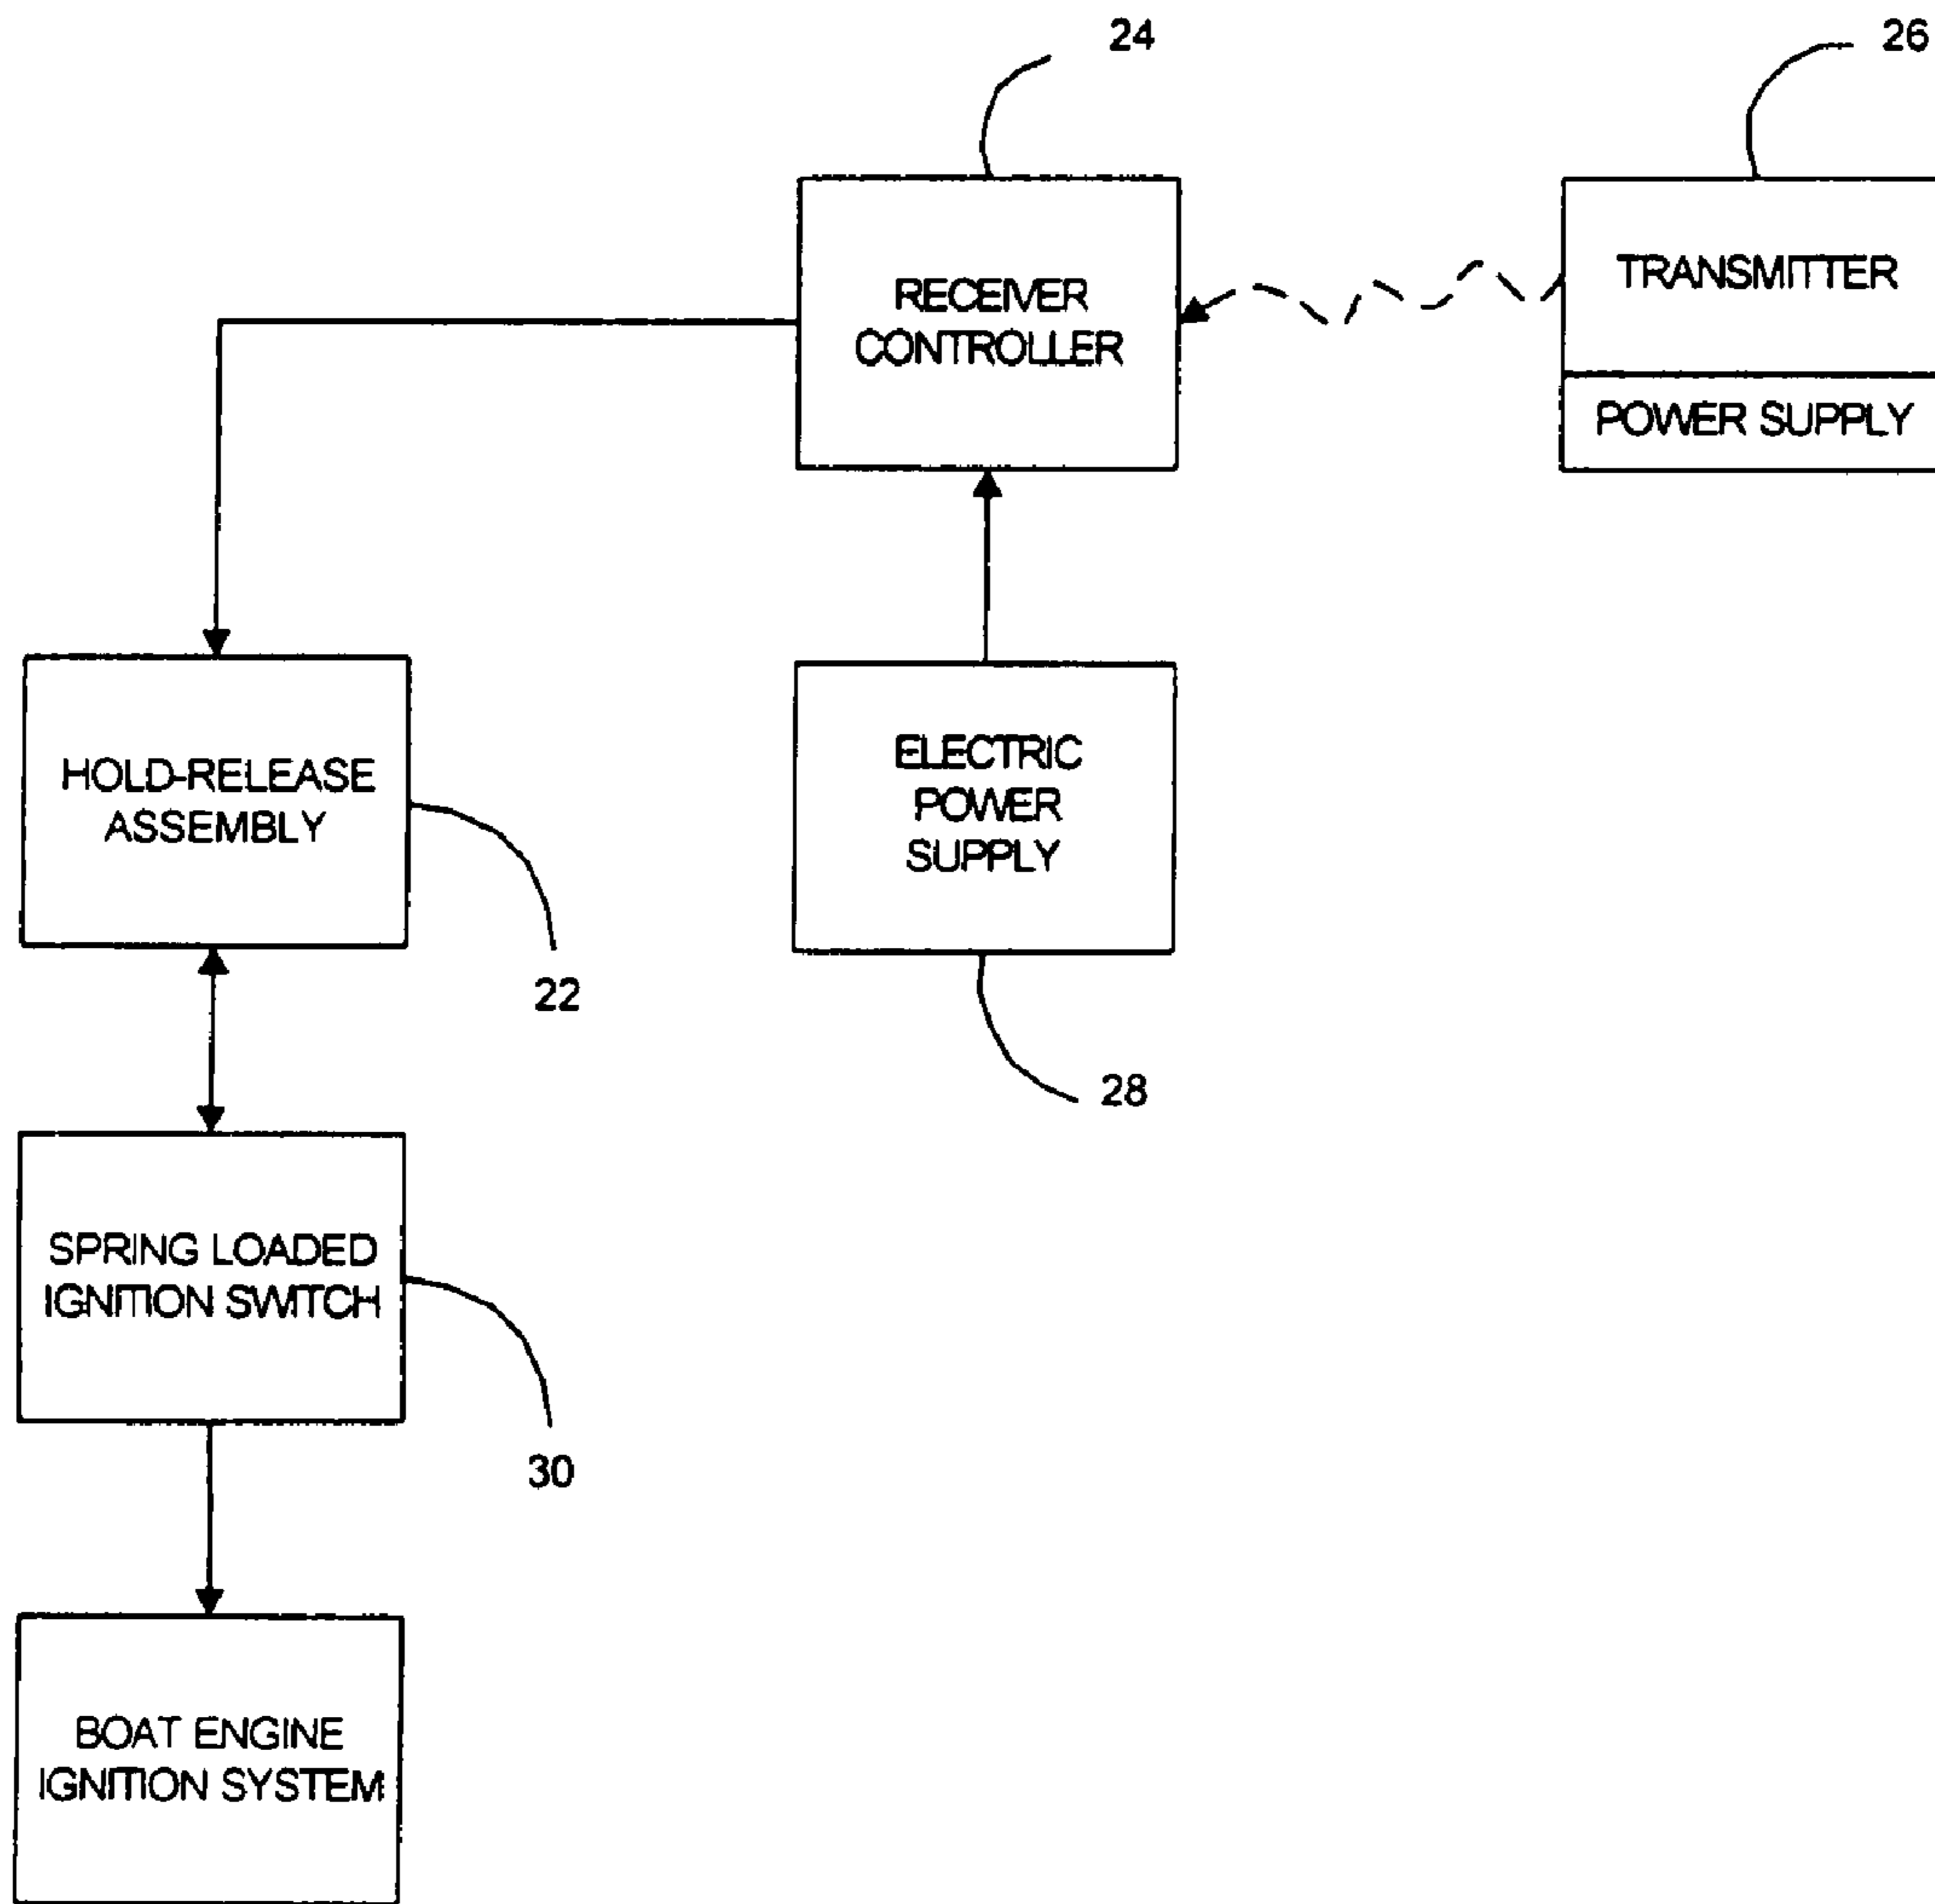 24
26
RECEIVER
CONTROLLER
TRANSMITTER
POWER SUPPLY
HOLD-RELEASE
ASSEMBLY
ELECTRIC
POWER
SUPPLY
22
28
SPRING LOADED
IGNITION SWITCH
30
BOAT ENGINE
IGNITION SYSTEM